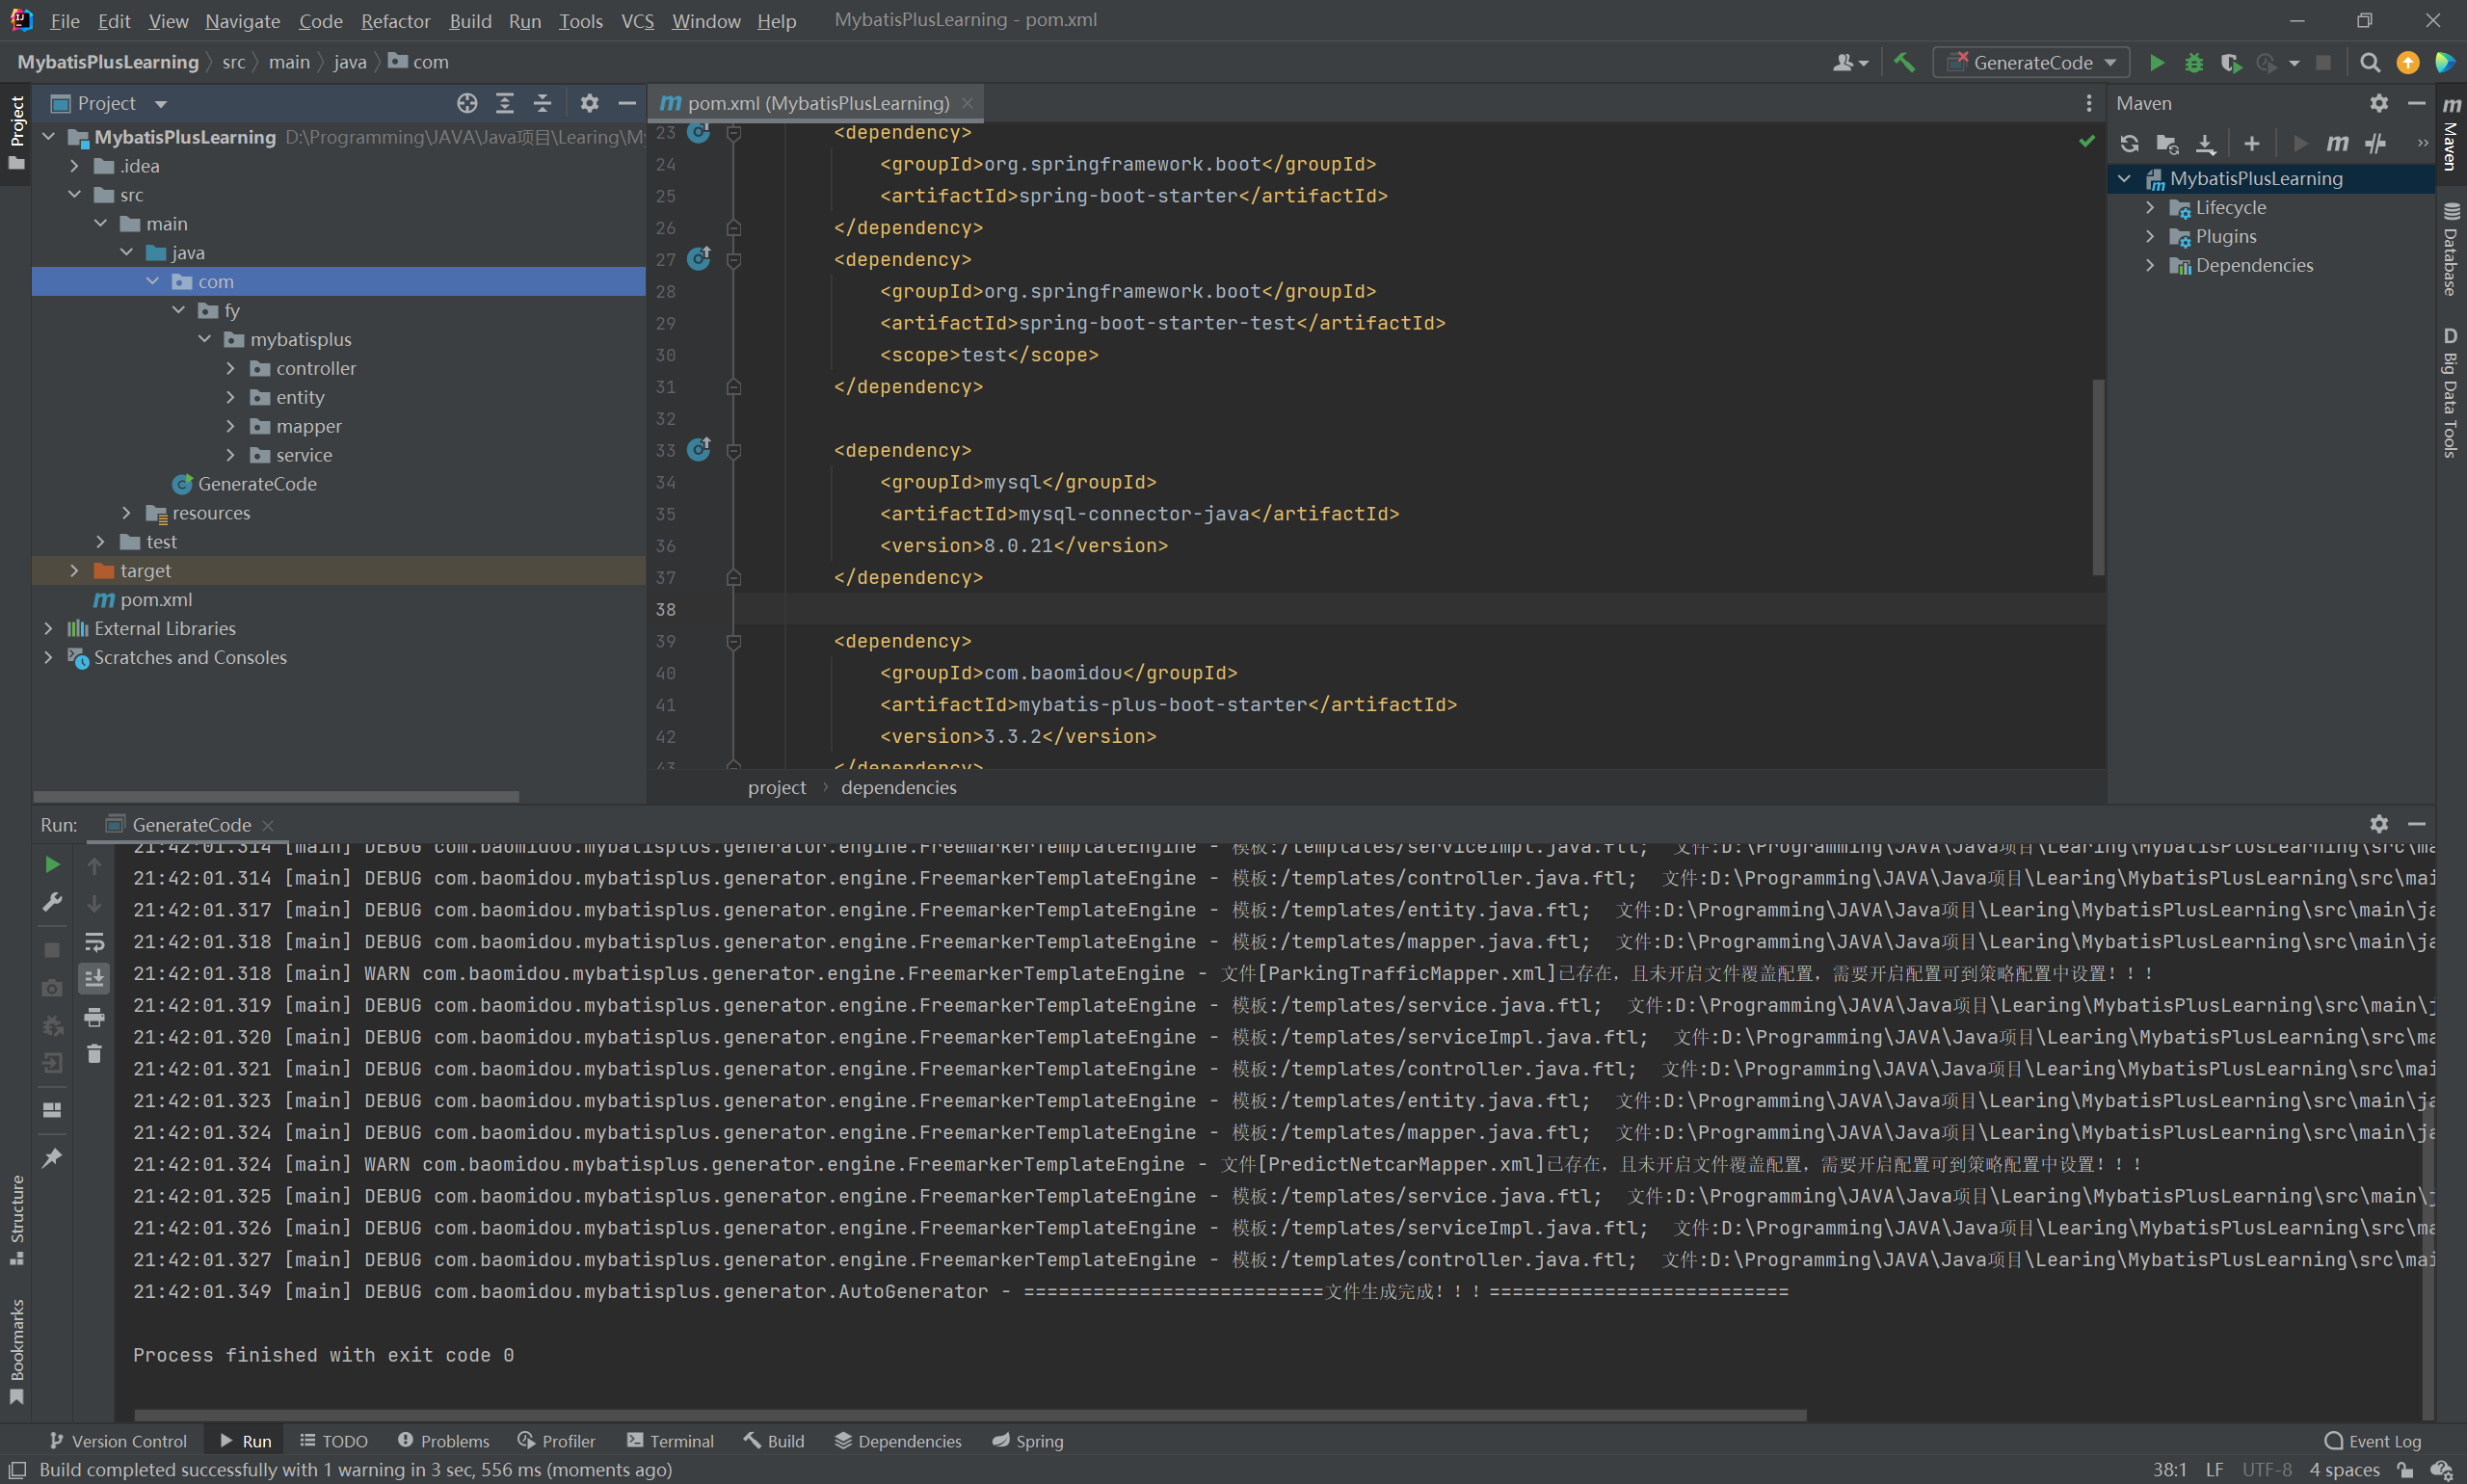 File Edit View Navigate Code Refactor Build Run Tools VCS Window Help MybatisPlusLearning - pom.xml
MybatisPlusLearning src main java com GenerateCode
Project
Project
MybatisPlusLearning D:\Programming\JAVA\Java项目\Learing\My
.idea
src
main
java
com
fy
mybatisplus
controller
entity
mapper
service
GenerateCode
resources
test
target
pom.xml
External Libraries
Scratches and Consoles
pom.xml (MybatisPlusLearning)
23 <dependency>
24 <groupId>org.springframework.boot</groupId>
25 <artifactId>spring-boot-starter</artifactId>
26 </dependency>
27 <dependency>
28 <groupId>org.springframework.boot</groupId>
29 <artifactId>spring-boot-starter-test</artifactId>
30 <scope>test</scope>
31 </dependency>
32
33 <dependency>
34 <groupId>mysql</groupId>
35 <artifactId>mysql-connector-java</artifactId>
36 <version>8.0.21</version>
37 </dependency>
38
39 <dependency>
40 <groupId>com.baomidou</groupId>
41 <artifactId>mybatis-plus-boot-starter</artifactId>
42 <version>3.3.2</version>
43 </dependency>
project dependencies
Maven
MybatisPlusLearning
Lifecycle
Plugins
Dependencies
Maven
Database
D Big Data Tools
Run: GenerateCode
21:42:01.314 [main] DEBUG com.baomidou.mybatisplus.generator.engine.FreemarkerTemplateEngine - 模板:/templates/serviceImpl.java.ftl; 文件:D:\Programming\JAVA\Java项目\Learing\MybatisPlusLearning\src\ma
21:42:01.314 [main] DEBUG com.baomidou.mybatisplus.generator.engine.FreemarkerTemplateEngine - 模板:/templates/controller.java.ftl; 文件:D:\Programming\JAVA\Java项目\Learing\MybatisPlusLearning\src\mai
21:42:01.317 [main] DEBUG com.baomidou.mybatisplus.generator.engine.FreemarkerTemplateEngine - 模板:/templates/entity.java.ftl; 文件:D:\Programming\JAVA\Java项目\Learing\MybatisPlusLearning\src\main\ja
21:42:01.318 [main] DEBUG com.baomidou.mybatisplus.generator.engine.FreemarkerTemplateEngine - 模板:/templates/mapper.java.ftl; 文件:D:\Programming\JAVA\Java项目\Learing\MybatisPlusLearning\src\main\ja
21:42:01.318 [main] WARN com.baomidou.mybatisplus.generator.engine.FreemarkerTemplateEngine - 文件[ParkingTrafficMapper.xml]已存在，且未开启文件覆盖配置，需要开启配置可到策略配置中设置！！！
21:42:01.319 [main] DEBUG com.baomidou.mybatisplus.generator.engine.FreemarkerTemplateEngine - 模板:/templates/service.java.ftl; 文件:D:\Programming\JAVA\Java项目\Learing\MybatisPlusLearning\src\main\j
21:42:01.320 [main] DEBUG com.baomidou.mybatisplus.generator.engine.FreemarkerTemplateEngine - 模板:/templates/serviceImpl.java.ftl; 文件:D:\Programming\JAVA\Java项目\Learing\MybatisPlusLearning\src\ma
21:42:01.321 [main] DEBUG com.baomidou.mybatisplus.generator.engine.FreemarkerTemplateEngine - 模板:/templates/controller.java.ftl; 文件:D:\Programming\JAVA\Java项目\Learing\MybatisPlusLearning\src\mai
21:42:01.323 [main] DEBUG com.baomidou.mybatisplus.generator.engine.FreemarkerTemplateEngine - 模板:/templates/entity.java.ftl; 文件:D:\Programming\JAVA\Java项目\Learing\MybatisPlusLearning\src\main\ja
21:42:01.324 [main] DEBUG com.baomidou.mybatisplus.generator.engine.FreemarkerTemplateEngine - 模板:/templates/mapper.java.ftl; 文件:D:\Programming\JAVA\Java项目\Learing\MybatisPlusLearning\src\main\ja
21:42:01.324 [main] WARN com.baomidou.mybatisplus.generator.engine.FreemarkerTemplateEngine - 文件[PredictNetcarMapper.xml]已存在，且未开启文件覆盖配置，需要开启配置可到策略配置中设置！！！
21:42:01.325 [main] DEBUG com.baomidou.mybatisplus.generator.engine.FreemarkerTemplateEngine - 模板:/templates/service.java.ftl; 文件:D:\Programming\JAVA\Java项目\Learing\MybatisPlusLearning\src\main\j
21:42:01.326 [main] DEBUG com.baomidou.mybatisplus.generator.engine.FreemarkerTemplateEngine - 模板:/templates/serviceImpl.java.ftl; 文件:D:\Programming\JAVA\Java项目\Learing\MybatisPlusLearning\src\ma
21:42:01.327 [main] DEBUG com.baomidou.mybatisplus.generator.engine.FreemarkerTemplateEngine - 模板:/templates/controller.java.ftl; 文件:D:\Programming\JAVA\Java项目\Learing\MybatisPlusLearning\src\mai
21:42:01.349 [main] DEBUG com.baomidou.mybatisplus.generator.AutoGenerator - ==========================文件生成完成！！！==========================
Process finished with exit code 0
Structure
Bookmarks
Version Control Run TODO Problems Profiler Terminal Build Dependencies Spring Event Log
Build completed successfully with 1 warning in 3 sec, 556 ms (moments ago) 38:1 LF UTF-8 4 spaces